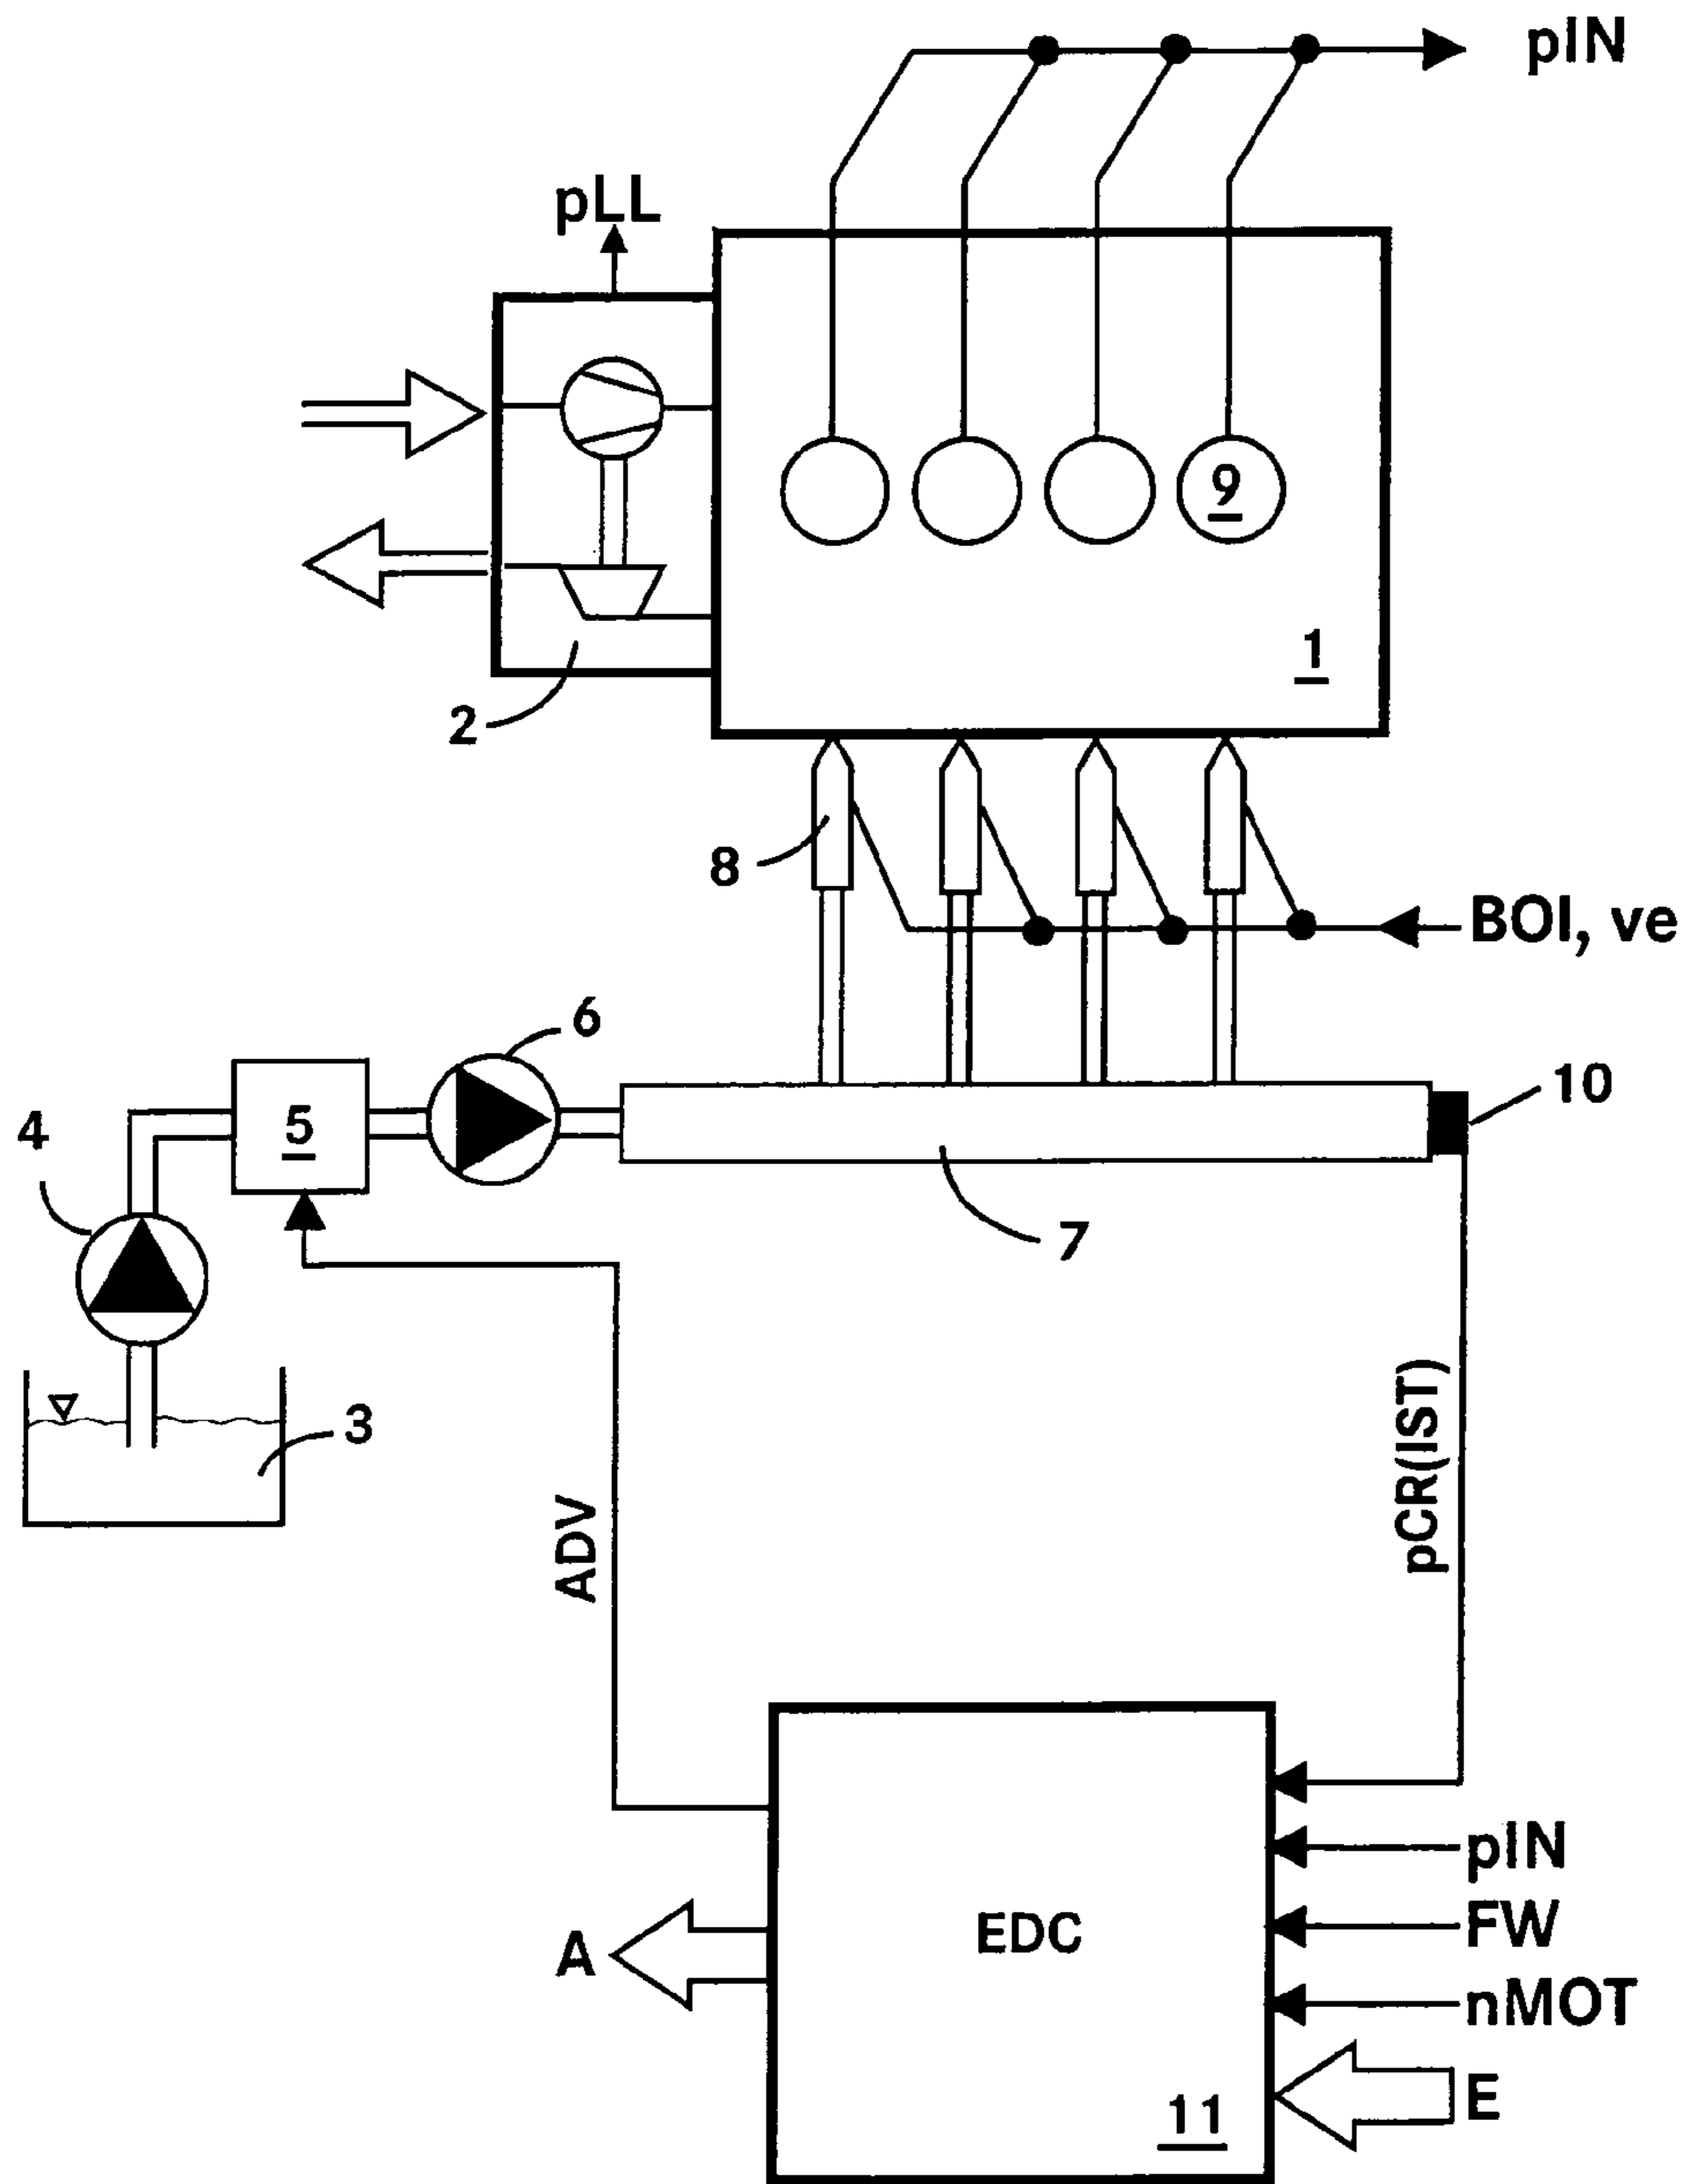 pIN
pLL
9
1
2
8
BOI, ve
6
10
4
5
7
3
pCR(IST)
ADV
pIN
EDC
FW
A
nMOT
E
11